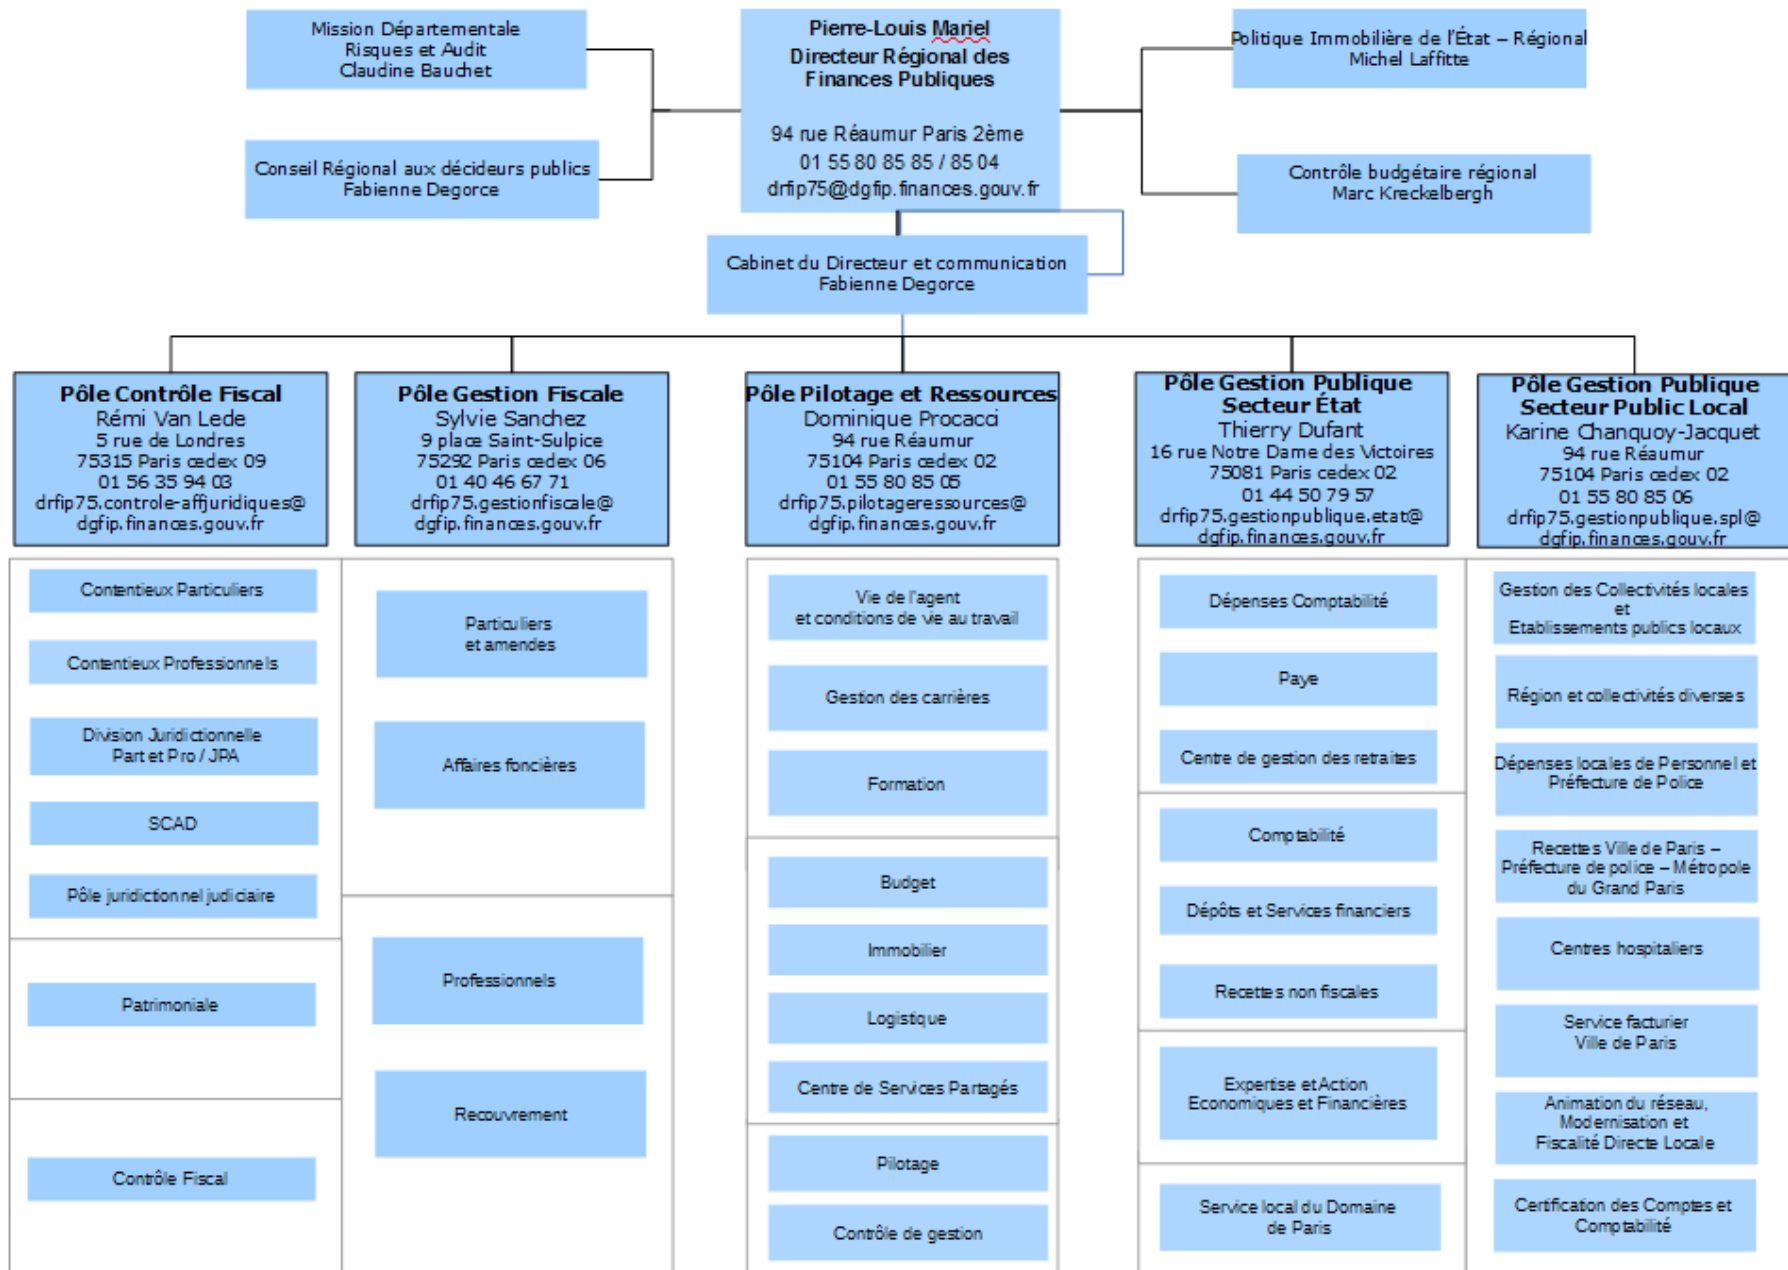 Mission Départementale
Risques et Audit
Claudine Bauchet
Pierre-Louis Mariel
Directeur Régional des
Finances Publiques
94 rue Réaumur Paris 2ème
01 55 80 85 85 / 85 04
drfip75@dgfip.finances.gouv.fr
Politique Immobilière de l'État – Régional
Michel Laffitte
Conseil Régional aux décideurs publics
Fabienne Degorce
Contrôle budgétaire régional
Marc Kreckelbergh
Cabinet du Directeur et communication
Fabienne Degorce
Pôle Contrôle Fiscal
Rémi Van Lede
5 rue de Londres
75315 Paris cedex 09
01 56 35 94 03
drfip75.controle-affjuridiques@
dgfip.finances.gouv.fr
Pôle Gestion Fiscale
Sylvie Sanchez
9 place Saint-Sulpice
75292 Paris cedex 06
01 40 46 67 71
drfip75.gestionfiscale@
dgfip.finances.gouv.fr
Pôle Pilotage et Ressources
Dominique Procacci
94 rue Réaumur
75104 Paris cedex 02
01 55 80 85 05
drfip75.pilotageressources@
dgfip.finances.gouv.fr
Pôle Gestion Publique
Secteur État
Thierry Dufant
16 rue Notre Dame des Victoires
75081 Paris cedex 02
01 44 50 79 57
drfip75.gestionpublique.etat@
dgfip.finances.gouv.fr
Pôle Gestion Publique
Secteur Public Local
Karine Chanquoy-Jacquet
94 rue Réaumur
75104 Paris cedex 02
01 55 80 85 06
drfip75.gestionpublique.spl@
dgfip.finances.gouv.fr
Contentieux Particuliers
Contentieux Professionnels
Division Juridictionnelle
Part et Pro / JPA
SCAD
Pôle juridictionnel judiciaire
Patrimoniale
Contrôle Fiscal
Particuliers
et amendes
Affaires foncières
Professionnels
Recouvrement
Vie de l'agent
et conditions de vie au travail
Gestion des carrières
Formation
Budget
Immobilier
Logistique
Centre de Services Partagés
Pilotage
Contrôle de gestion
Dépenses Comptabilité
Paye
Centre de gestion des retraites
Comptabilité
Dépôts et Services financiers
Recettes non fiscales
Expertise et Action
Economiques et Financières
Service local du Domaine
de Paris
Gestion des Collectivités locales
et
Etablissements publics locaux
Région et collectivités diverses
Dépenses locales de Personnel et
Préfecture de Police
Recettes Ville de Paris –
Préfecture de police – Métropole
du Grand Paris
Centres hospitaliers
Service facturier
Ville de Paris
Animation du réseau,
Modernisation et
Fiscalité Directe Locale
Certification des Comptes et
Comptabilité